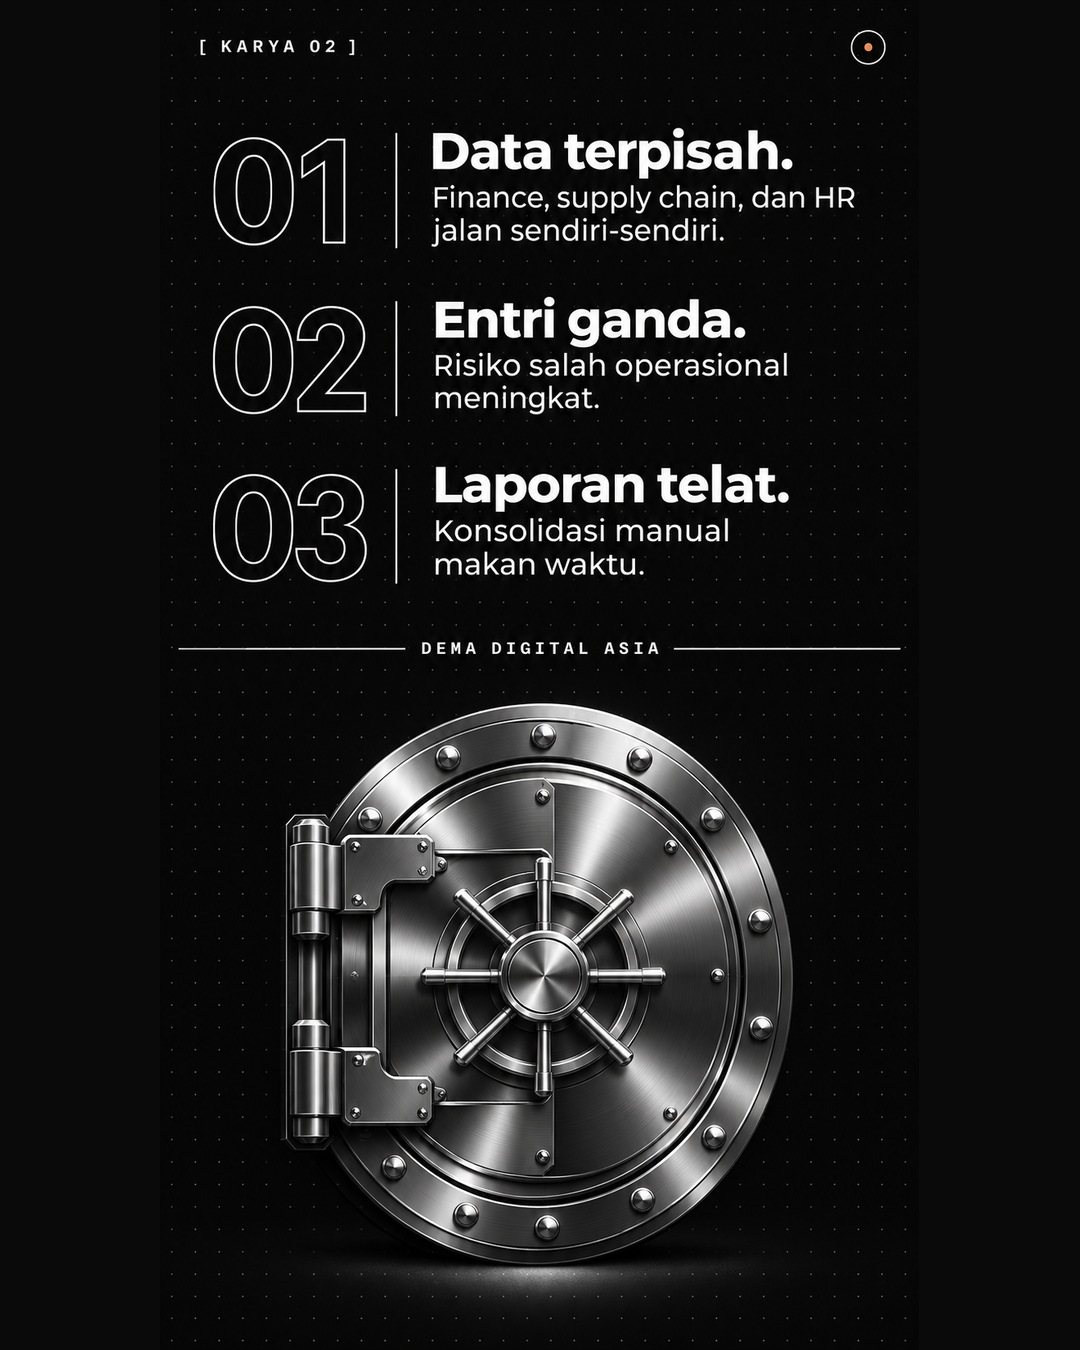 [ KARYA 02 ]
01
Data terpisah.
Finance, supply chain, dan HR
jalan sendiri-sendiri.
02
Entri ganda.
Risiko salah operasional
meningkat.
03
Laporan telat.
Konsolidasi manual
makan waktu.
DEMA DIGITAL ASIA